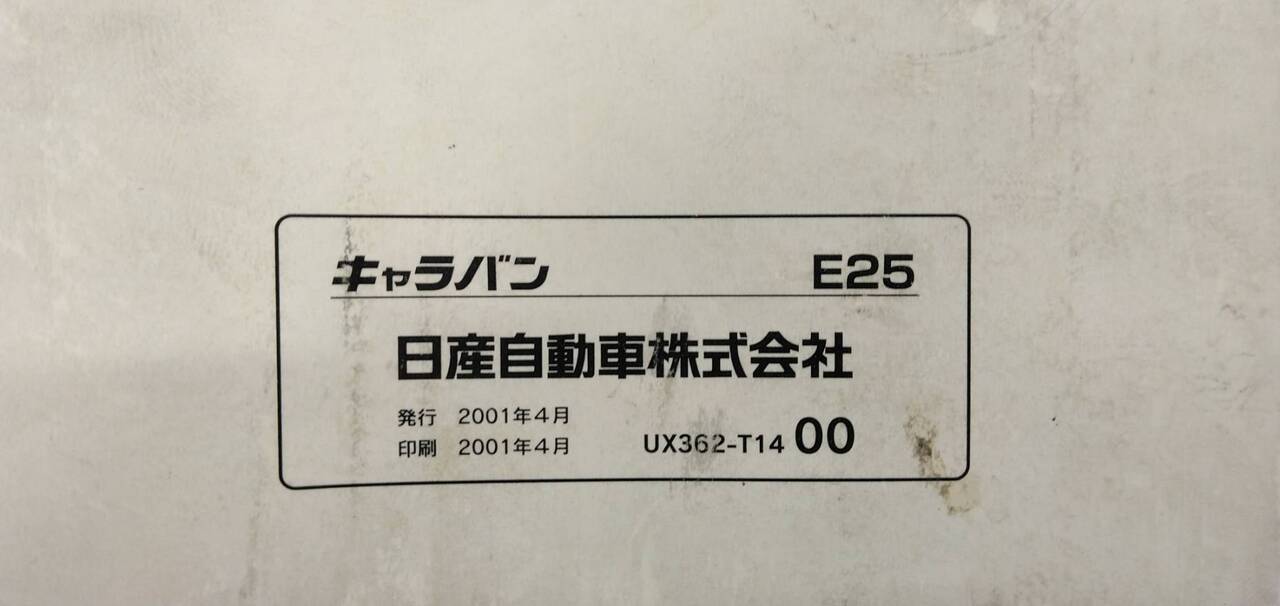 キャラバン E25
日産自動車株式会社
発行 2001年4月
印刷 2001年4月 UX362-T14 00